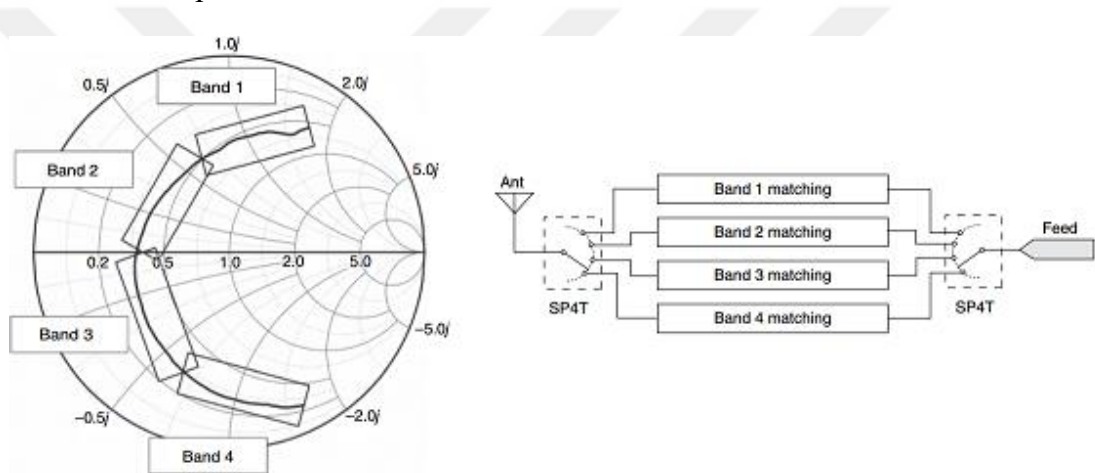 1.0j
0.5j
2.0j
Band 1
Band 2
5.0j
0.2
0.5
1.0
2.0
5.0
Band 3
-5.0j
-0.5j
-2.0j
Band 4
Ant
Band 1 matching
Band 2 matching
Feed
Band 3 matching
SP4T
Band 4 matching
SP4T